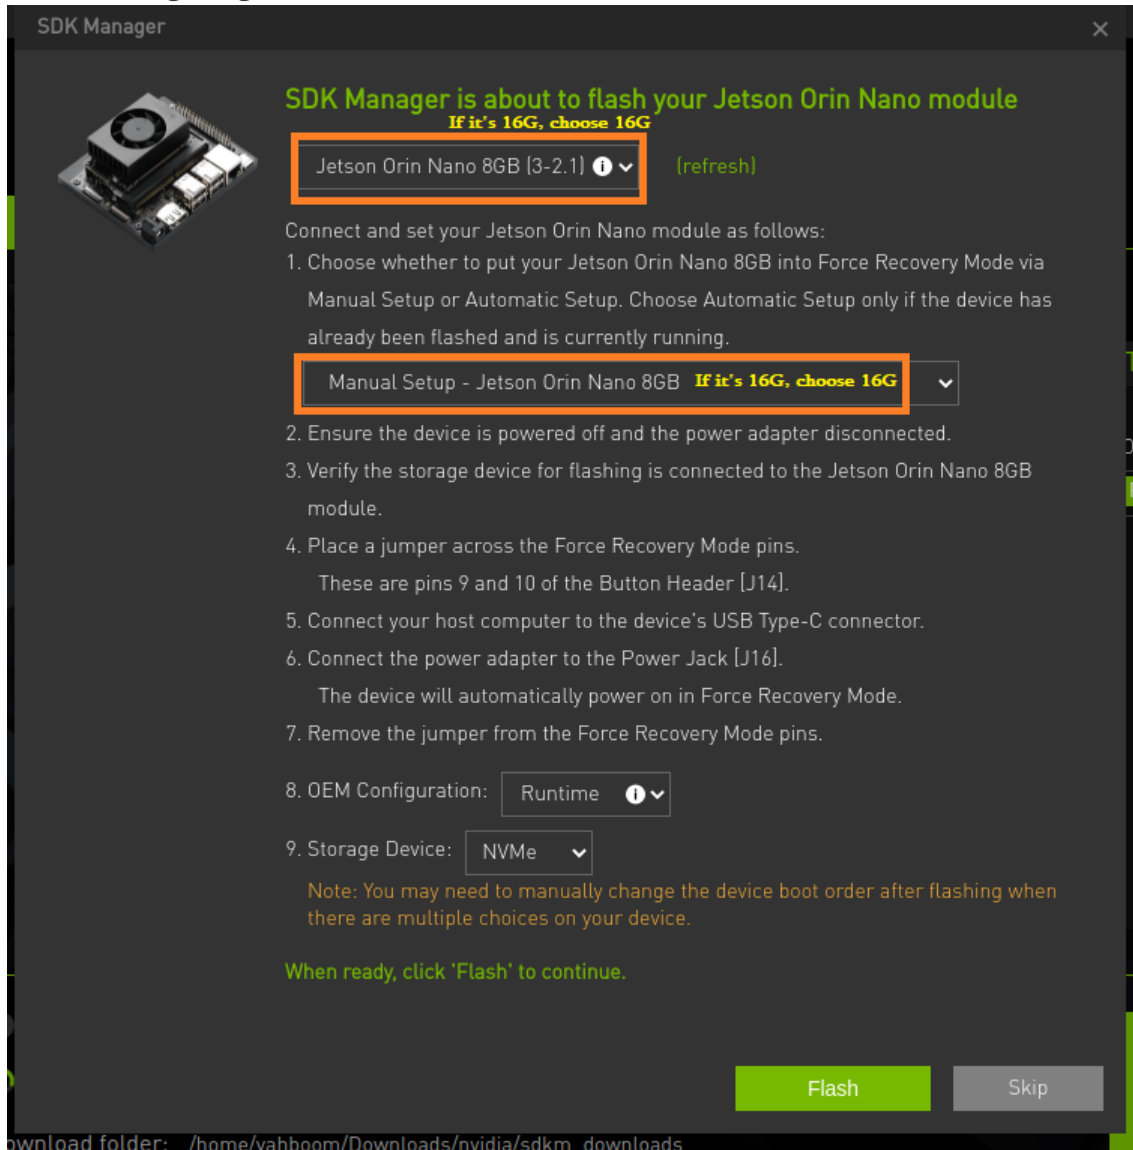 SDK Manager
SDK Manager is about to flash your Jetson Orin Nano module
If it's 16G, choose 16G
Jetson Orin Nano 8GB (3-2.1)
(refresh)
Connect and set your Jetson Orin Nano module as follows:
1. Choose whether to put your Jetson Orin Nano 8GB into Force Recovery Mode via
Manual Setup or Automatic Setup. Choose Automatic Setup only if the device has
already been flashed and is currently running.
Manual Setup - Jetson Orin Nano 8GB If it's 16G, choose 16G
2. Ensure the device is powered off and the power adapter disconnected.
3. Verify the storage device for flashing is connected to the Jetson Orin Nano 8GB
module.
4. Place a jumper across the Force Recovery Mode pins.
These are pins 9 and 10 of the Button Header [J14].
5. Connect your host computer to the device's USB Type-C connector.
6. Connect the power adapter to the Power Jack [J16].
The device will automatically power on in Force Recovery Mode.
7. Remove the jumper from the Force Recovery Mode pins.
8. OEM Configuration: Runtime
9. Storage Device: NVMe
Note: You may need to manually change the device boot order after flashing when
there are multiple choices on your device.
When ready, click 'Flash' to continue.
Flash
Skip
ownload folder: /home/yahboom/Downloads/nvidia/sdkm_downloads